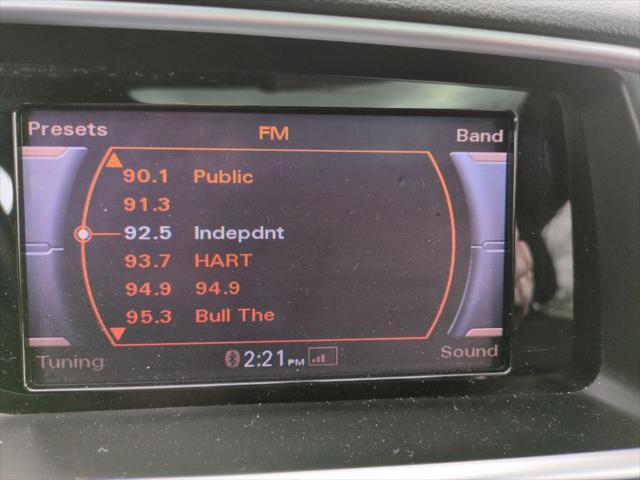 Presets FM Band
90.1 Public
91.3
92.5 Indepdnt
93.7 HART
94.9 94.9
95.3 Bull The
Tuning 2:21 PM Sound